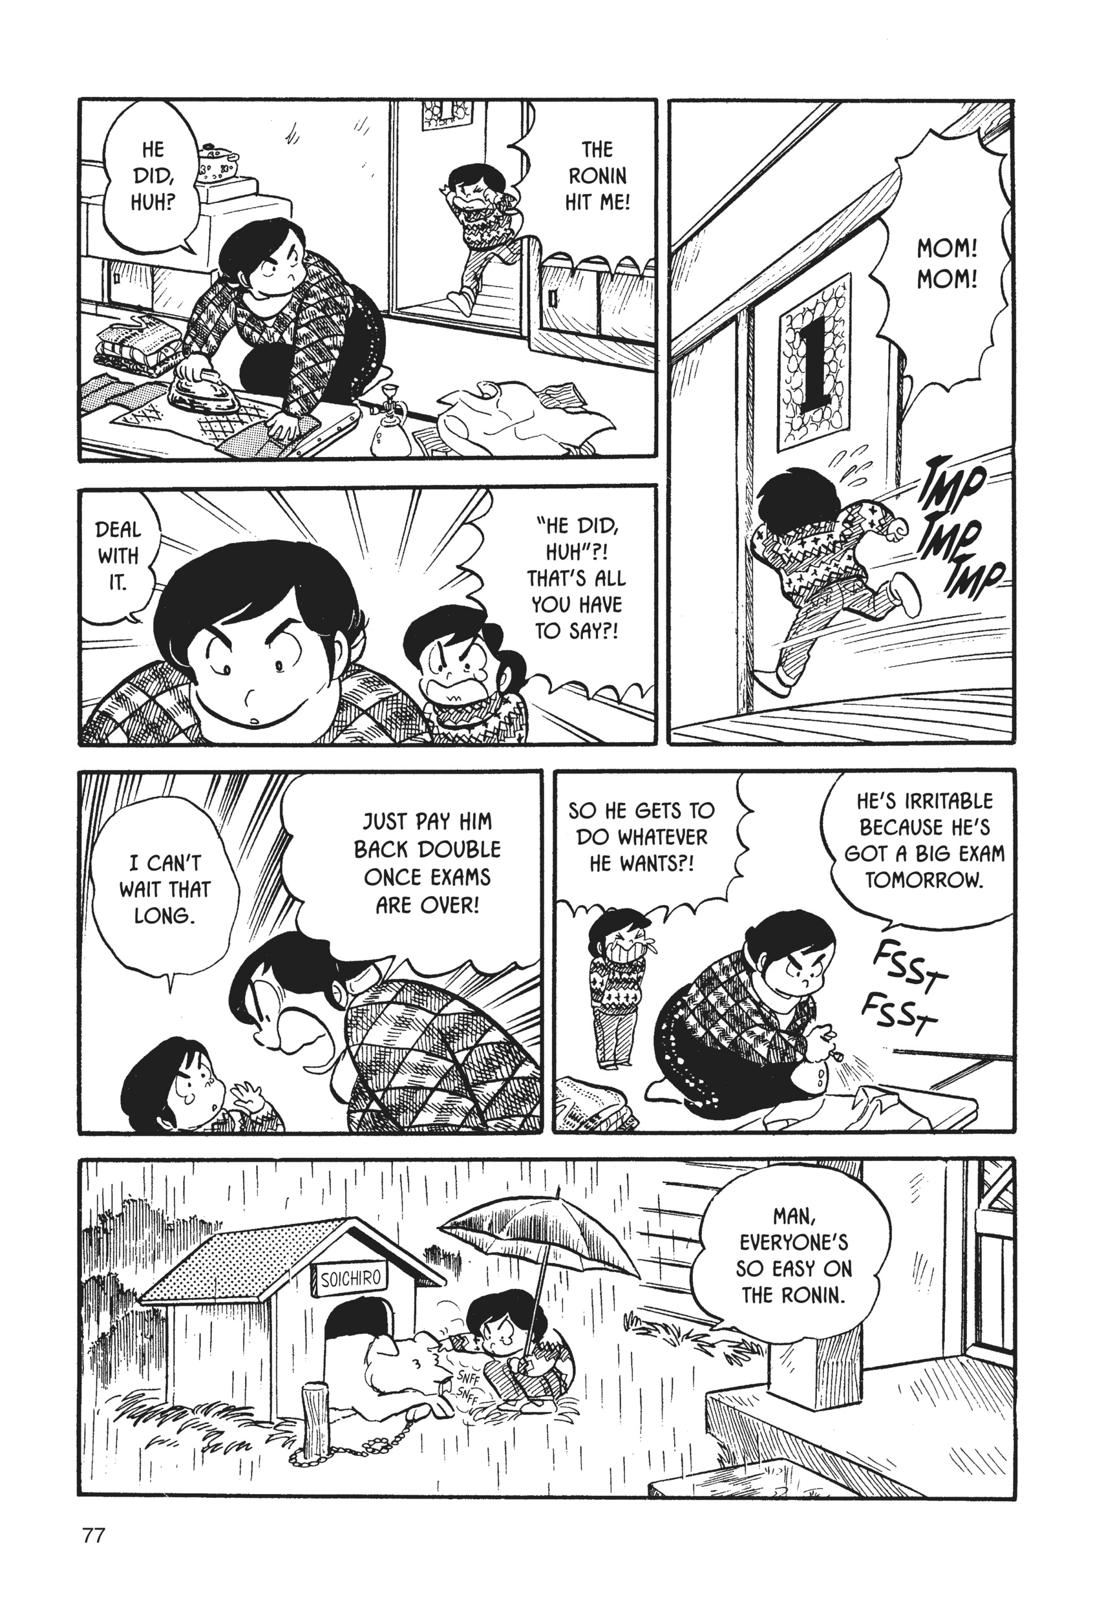 MOM!
MOM!
I
TMP
TMP
TMP
THE
RONIN
HIT ME!
HE
DID,
HUH?
"HE DID,
HUH"?!
THAT'S ALL
YOU HAVE
TO SAY?!
DEAL
WITH
IT.
HE'S IRRITABLE
BECAUSE HE'S
GOT A BIG EXAM
TOMORROW.
FSST
FSST
SO HE GETS TO
DO WHATEVER
HE WANTS?!
JUST PAY HIM
BACK DOUBLE
ONCE EXAMS
ARE OVER!
I CAN'T
WAIT THAT
LONG.
MAN,
EVERYONE'S
SO EASY ON
THE RONIN.
SNFF
SNFF
SOICHIRO
77